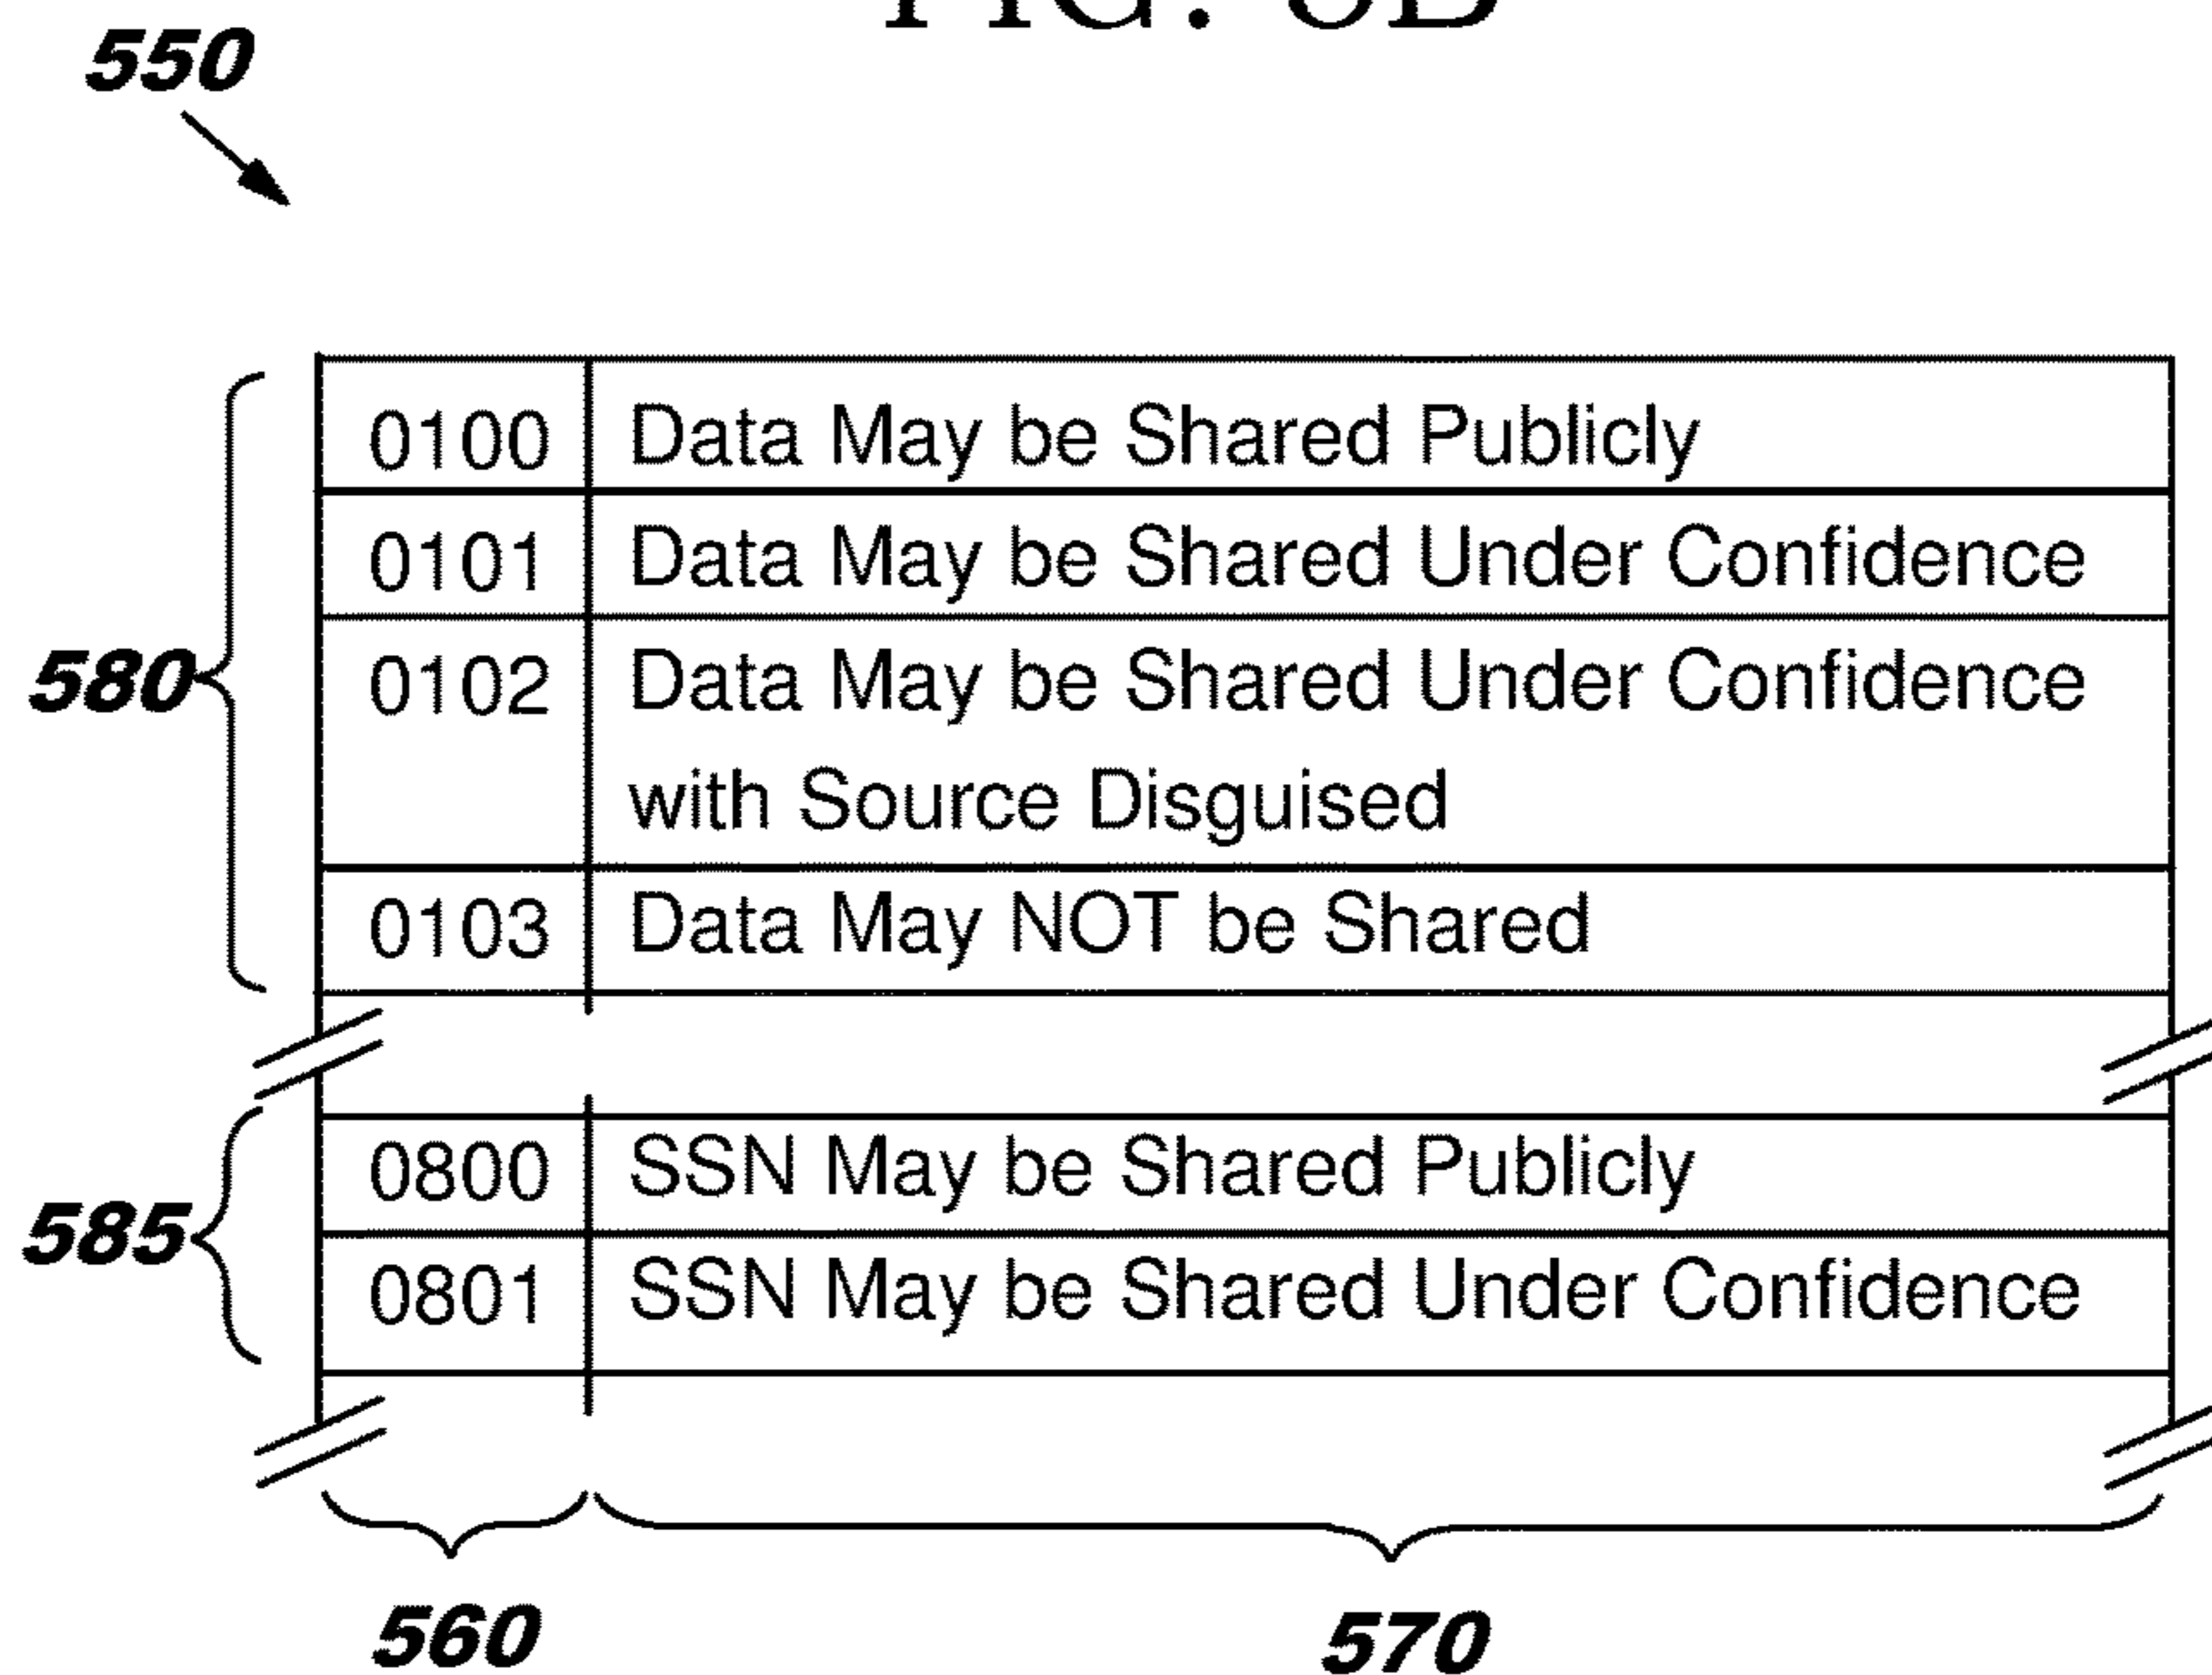 550
0100 Data May be Shared Publicly
0101 Data May be Shared Under Confidence
0102 Data May be Shared Under Confidence
with Source Disguised
0103 Data May NOT be Shared
580
0800 SSN May be Shared Publicly
0801 SSN May be Shared Under Confidence
585
560 570